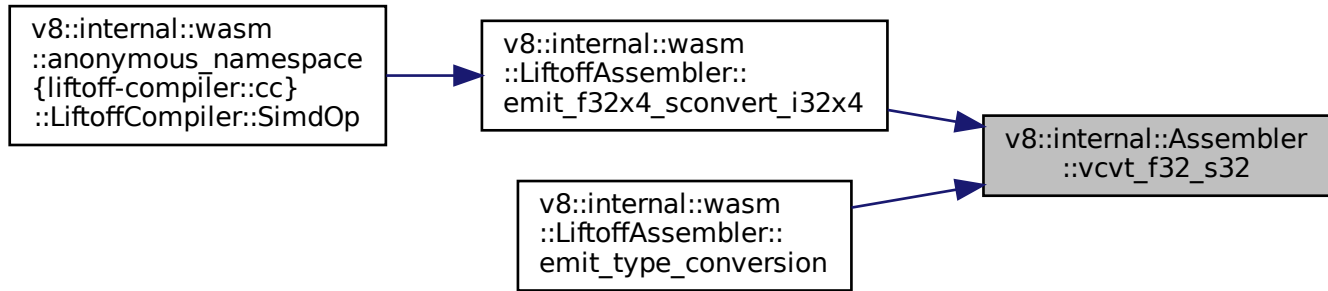 v8::internal::wasm
::anonymous_namespace
{liftoff-compiler::cc}
::LiftoffCompiler::SimdOp
v8::internal::wasm
::LiftoffAssembler::
emit_f32x4_sconvert_i32x4
v8::internal::Assembler
::vcvt_f32_s32
v8::internal::wasm
::LiftoffAssembler::
emit_type_conversion